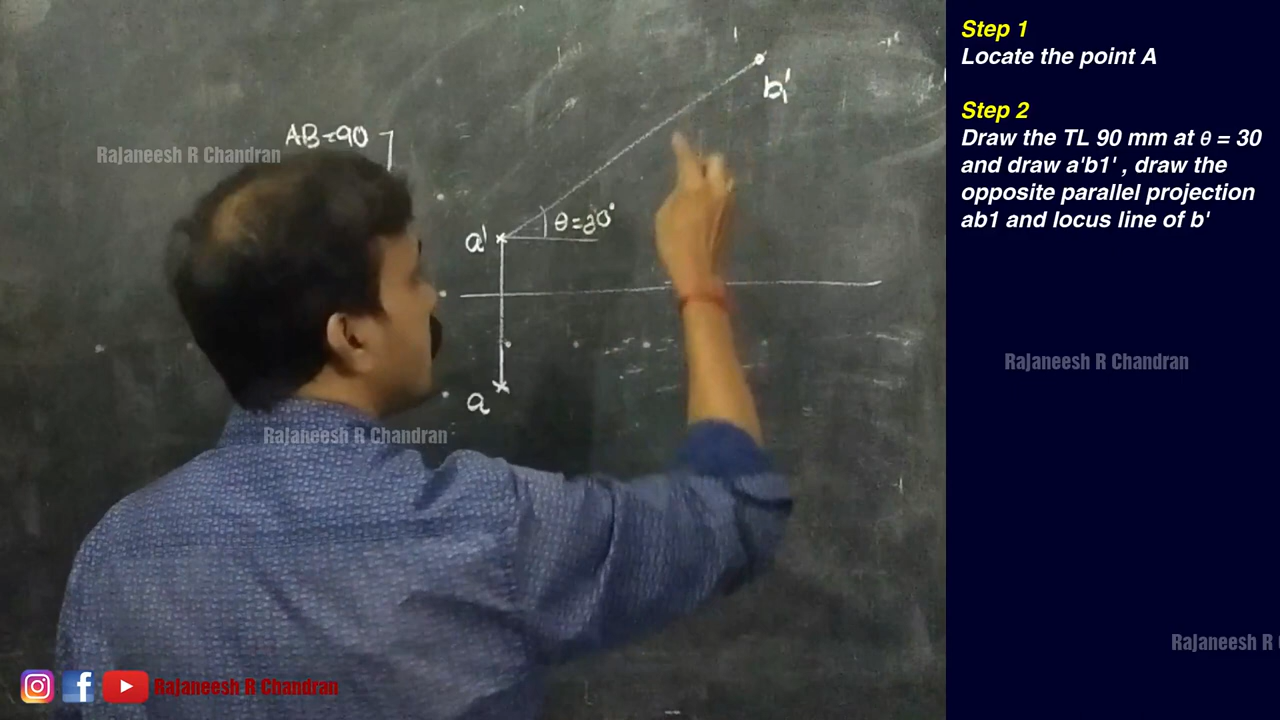 AB=90
a'
θ=30°
b₁'
a
Step 1
Locate the point A
Step 2
Draw the TL 90 mm at θ = 30
and draw a'b1' , draw the
opposite parallel projection
ab1 and locus line of b'
Rajaneesh R Chandran
Rajaneesh R Chandran
Rajaneesh R Chandran
Rajaneesh R
Rajaneesh R Chandran